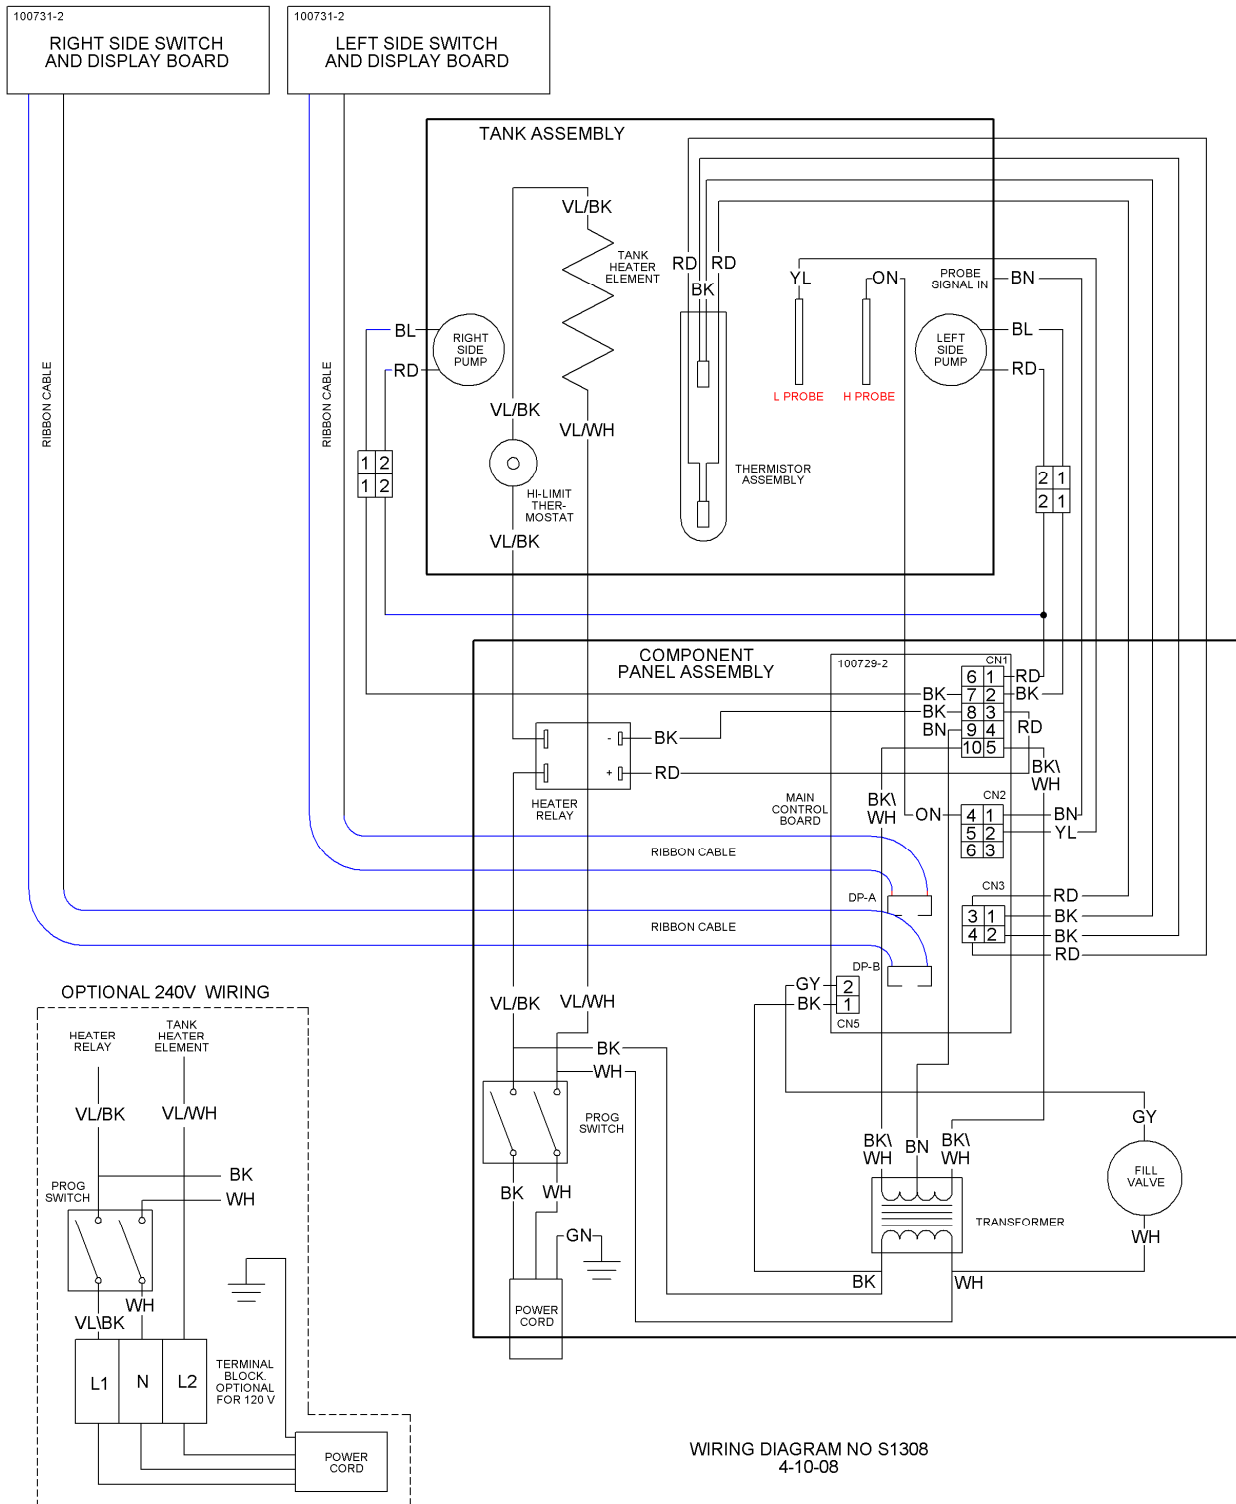 100731-2
RIGHT SIDE SWITCH
AND DISPLAY BOARD
100731-2
LEFT SIDE SWITCH
AND DISPLAY BOARD
TANK ASSEMBLY
VL/BK
TANK
HEATER
ELEMENT
RD
RD
BK
YL
ON
PROBE
SIGNAL IN
BN
BL
RIGHT
SIDE
PUMP
RD
LEFT
SIDE
PUMP
BL
RD
RIBBON CABLE
RIBBON CABLE
L PROBE
H PROBE
VL/BK
VL/WH
1 2
1 2
HI-LIMIT
THER-
MOSTAT
THERMISTOR
ASSEMBLY
2 1
2 1
VL/BK
COMPONENT
PANEL ASSEMBLY
100729-2
CN1
6 1
RD
BK
7 2
BK
BK
8 3
BN
9 4
RD
10 5
BK\
WH
- BK
+ RD
HEATER
RELAY
MAIN
CONTROL
BOARD
BK\
WH
CN2
ON
4 1
BN
5 2
YL
6 3
RIBBON CABLE
DP-A
CN3
RD
3 1
BK
4 2
BK
RD
RIBBON CABLE
DP-B
GY
2
BK
1
CN5
OPTIONAL 240V WIRING
VL/BK
VL/WH
HEATER
RELAY
TANK
HEATER
ELEMENT
BK
WH
PROG
SWITCH
VL/BK
VL/WH
BK
WH
PROG
SWITCH
BK
WH
GN
BK\
WH
BN
BK\
WH
GY
FILL
VALVE
TRANSFORMER
WH
BK
WH
POWER
CORD
WH
VL\BK
L1
N
L2
TERMINAL
BLOCK.
OPTIONAL
FOR 120 V
POWER
CORD
WIRING DIAGRAM NO S1308
4-10-08